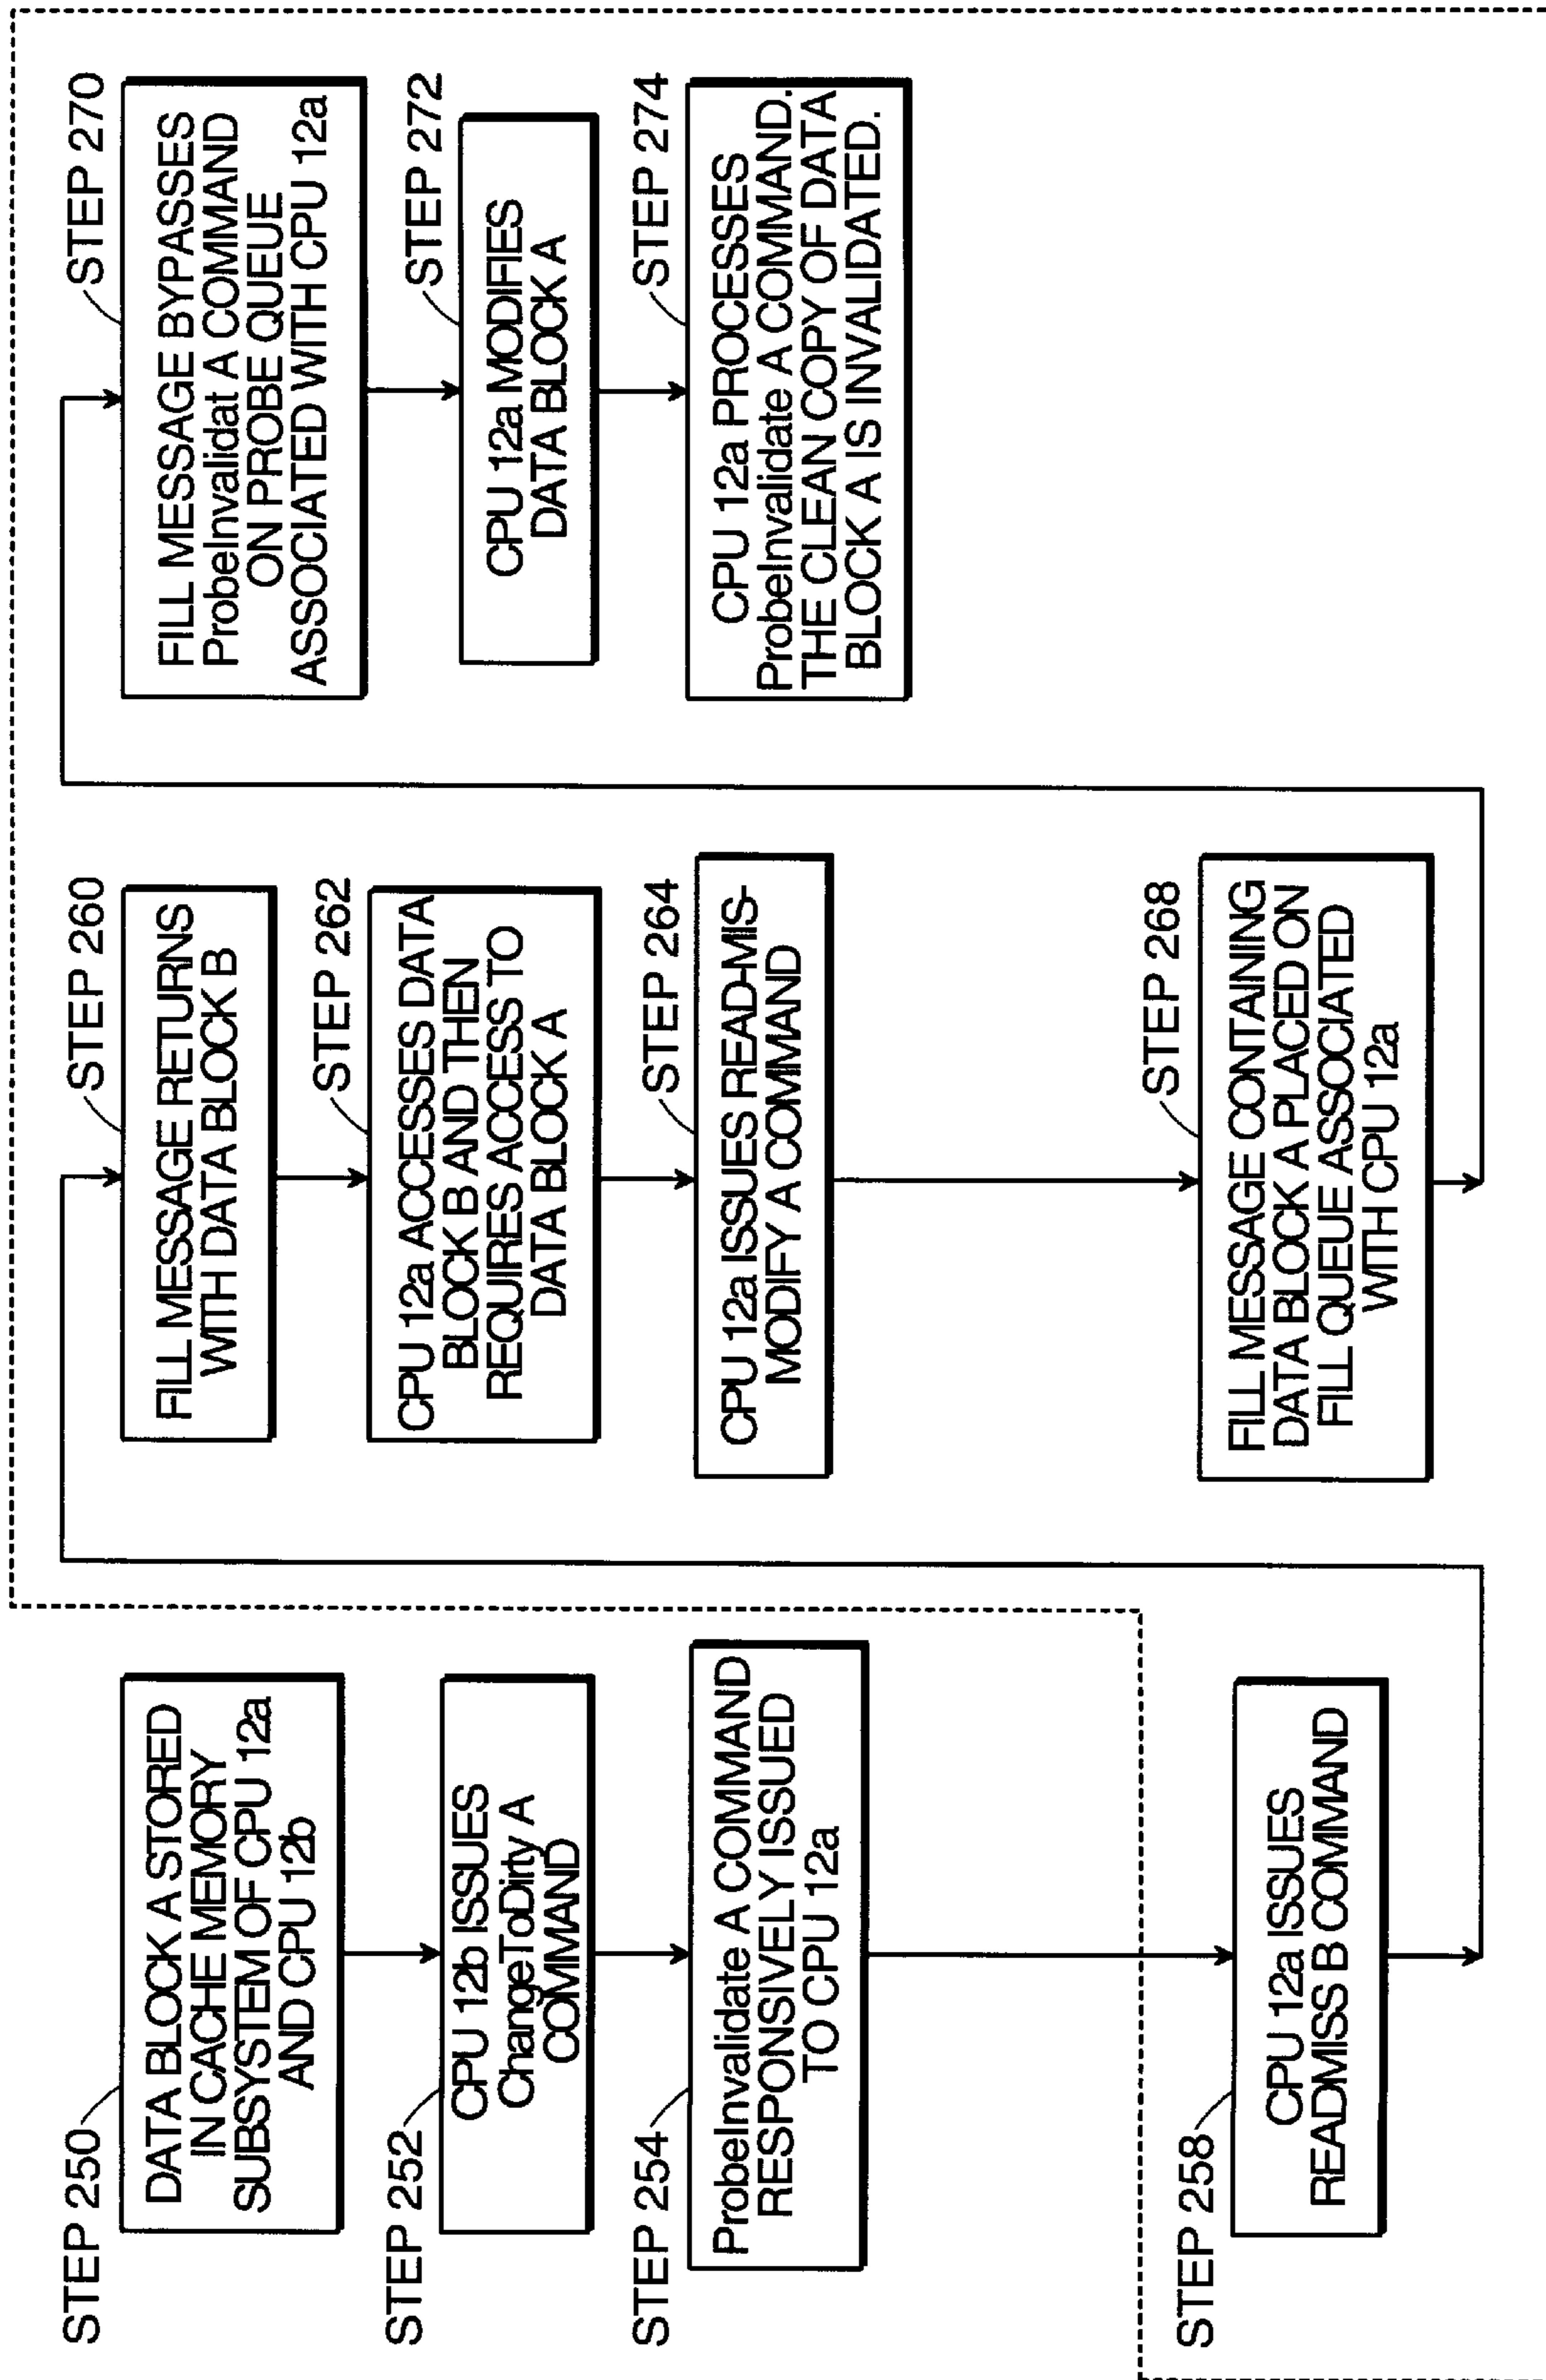 STEP 250
DATA BLOCK A STORED
IN CACHE MEMORY
SUBSYSTEM OF CPU 12a
AND CPU 12b
STEP 252
CPU 12b ISSUES
ChangeToDirty A
COMMAND
STEP 254
ProbeInvalidate A COMMAND
RESPONSIVELY ISSUED
TO CPU 12a
STEP 258
CPU 12a ISSUES
READMISS B COMMAND
STEP 260
FILL MESSAGE RETURNS
WITH DATA BLOCK B
STEP 262
CPU 12a ACCESSES DATA
BLOCK B AND THEN
REQUIRES ACCESS TO
DATA BLOCK A
STEP 264
CPU 12a ISSUES READ-MIS-
MODIFY A COMMAND
STEP 268
FILL MESSAGE CONTAINING
DATA BLOCK A PLACED ON
FILL QUEUE ASSOCIATED
WITH CPU 12a
STEP 270
FILL MESSAGE BYPASSES
ProbeInvalidat A COMMAND
ON PROBE QUEUE
ASSOCIATED WITH CPU 12a
STEP 272
CPU 12a MODIFIES
DATA BLOCK A
STEP 274
CPU 12a PROCESSES
ProbeInvalidate A COMMAND.
THE CLEAN COPY OF DATA
BLOCK A IS INVALIDATED.